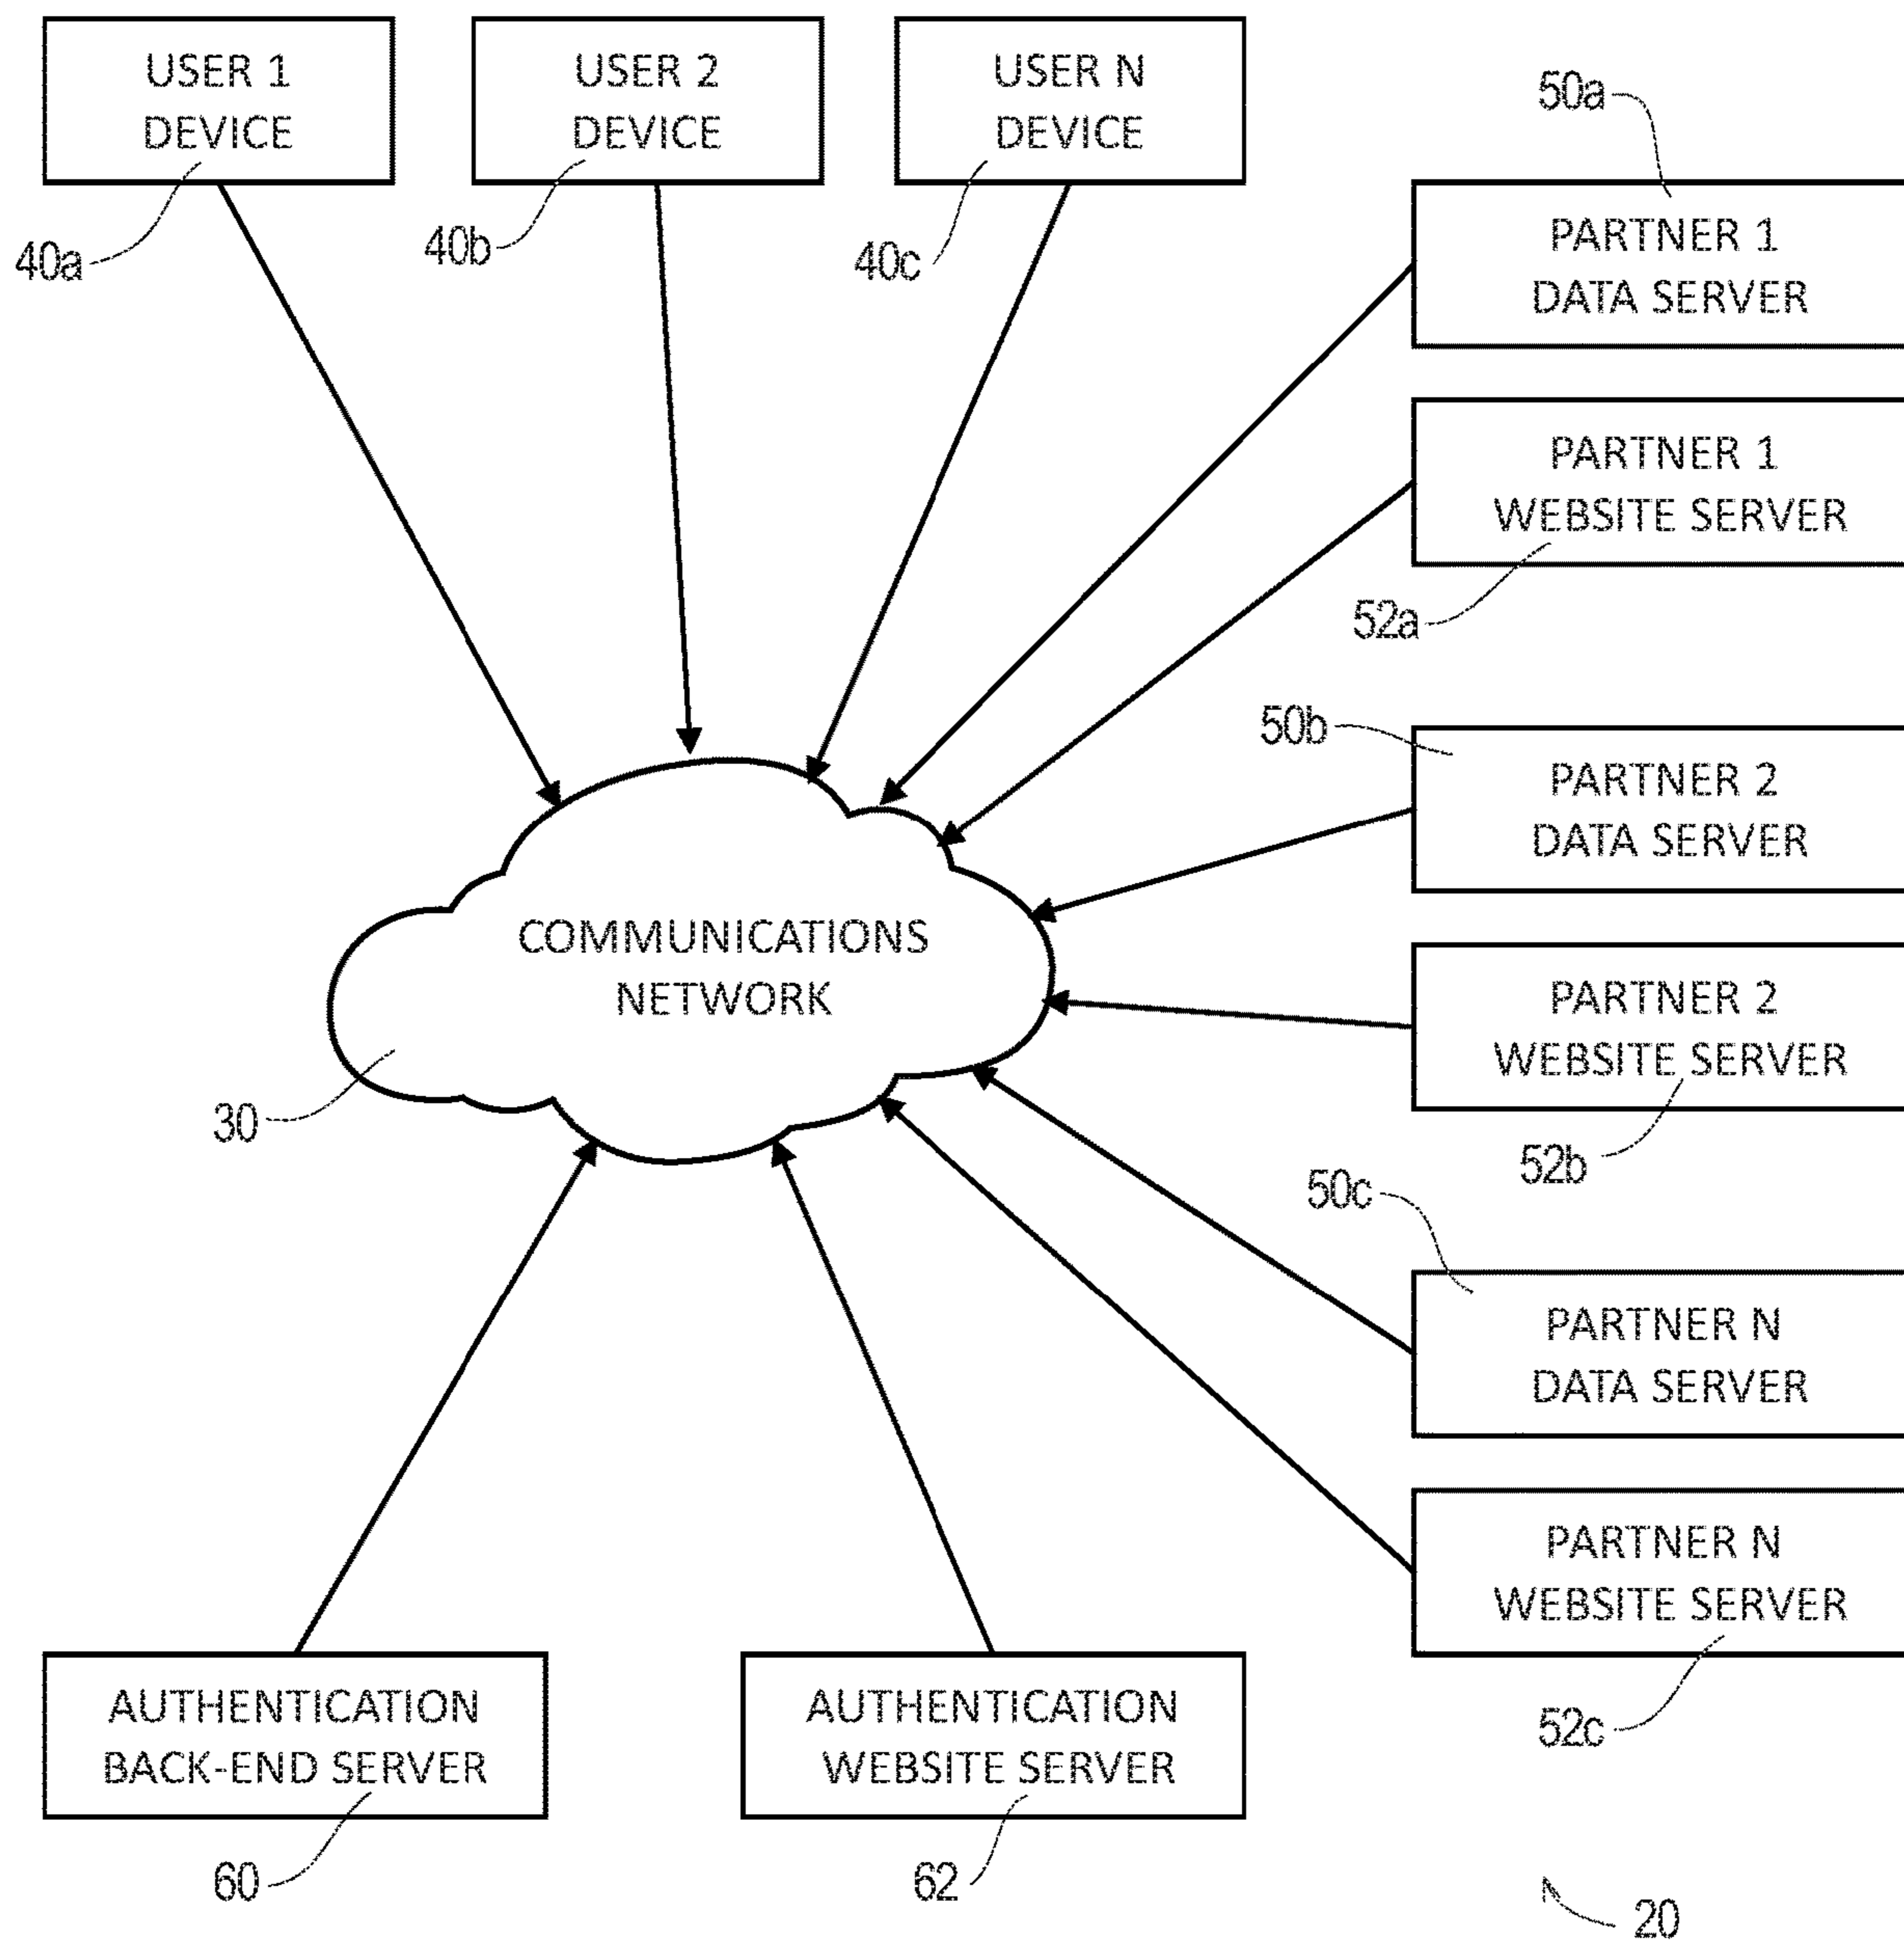 USER 1
DEVICE
40a
USER 2
DEVICE
40b
USER N
DEVICE
40c
50a
PARTNER 1
DATA SERVER
PARTNER 1
WEBSITE SERVER
52a
50b
PARTNER 2
DATA SERVER
PARTNER 2
WEBSITE SERVER
52b
COMMUNICATIONS
NETWORK
30
50c
PARTNER N
DATA SERVER
PARTNER N
WEBSITE SERVER
52c
AUTHENTICATION
BACK-END SERVER
60
AUTHENTICATION
WEBSITE SERVER
62
20